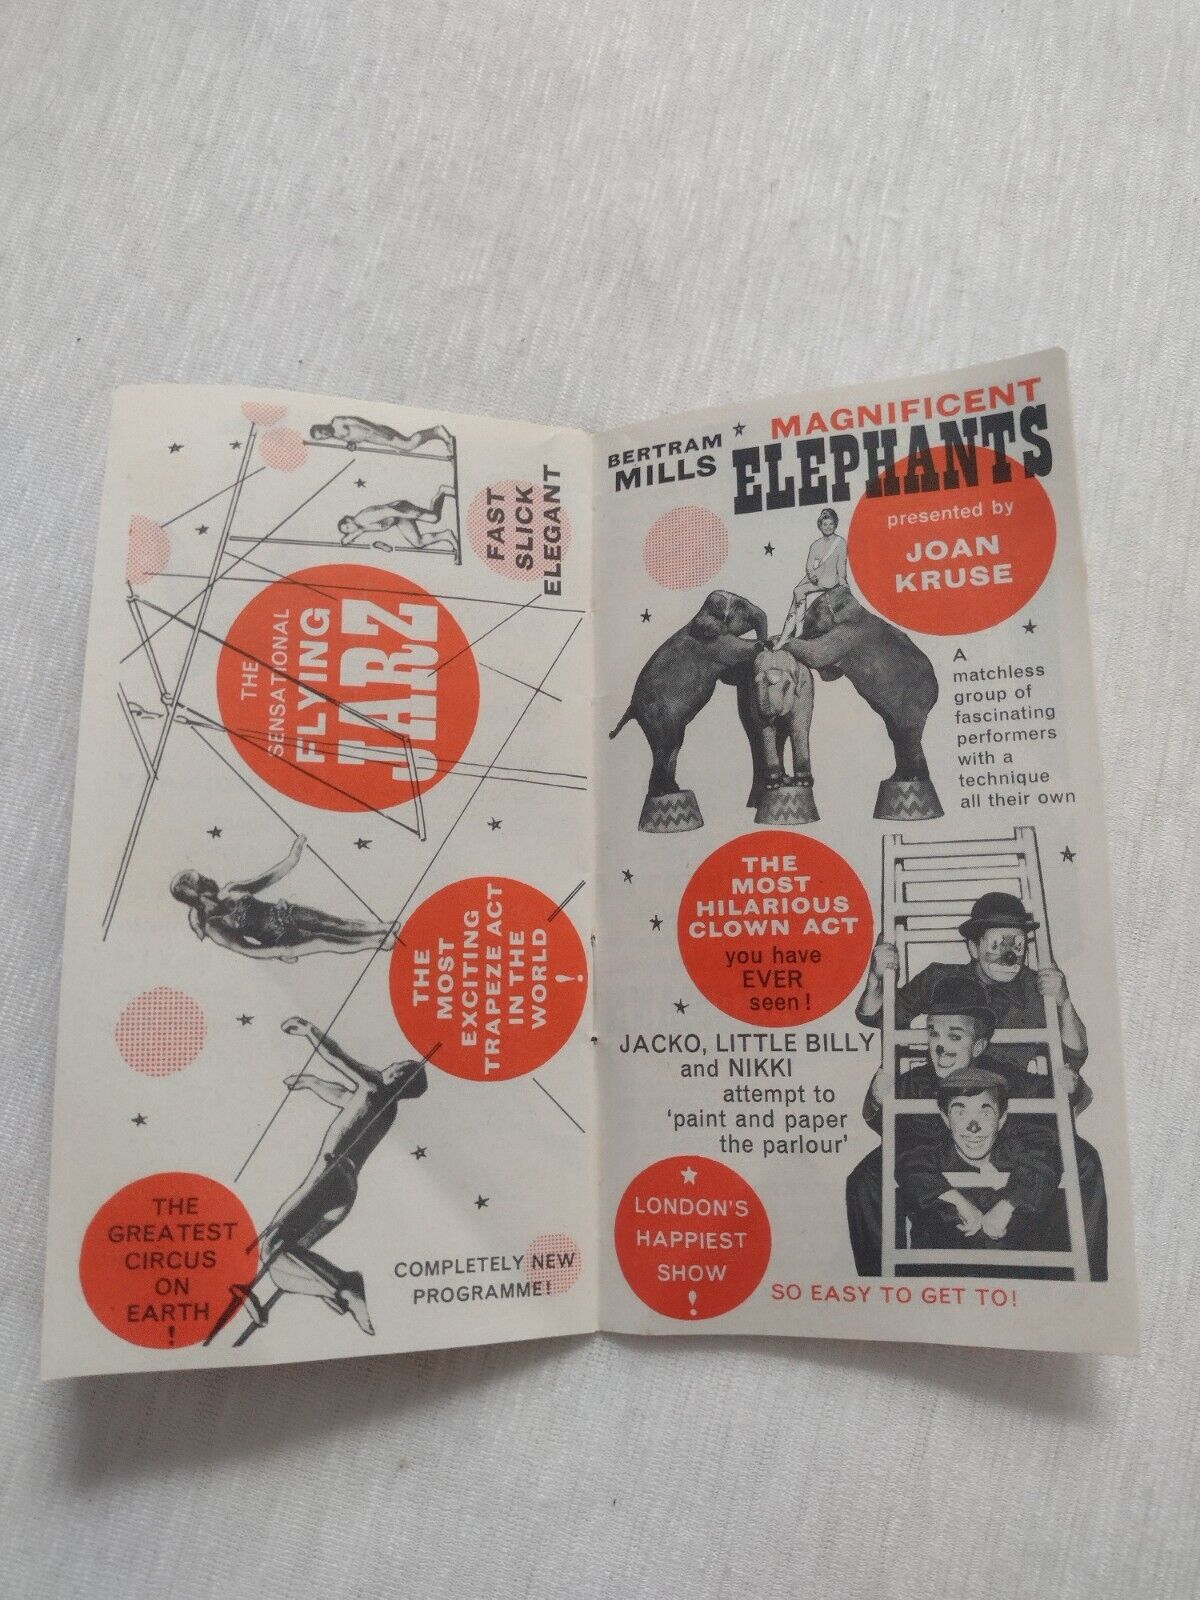 FAST
SLICK
ELEGANT
THE
SENSATIONAL
FLYING
JARZ
THE
MOST
EXCITING
TRAPEZE ACT
IN THE
WORLD
!
THE
GREATEST
CIRCUS
ON
EARTH
!
COMPLETELY NEW
PROGRAMME!
BERTRAM
MILLS
MAGNIFICENT
ELEPHANTS
presented by
JOAN
KRUSE
A
matchless
group of
fascinating
performers
with a
technique
all their own
THE
MOST
HILARIOUS
CLOWN ACT
you have
EVER
seen!
JACKO, LITTLE BILLY
and NIKKI
attempt to
'paint and paper
the parlour'
LONDON'S
HAPPIEST
SHOW
!
SO EASY TO GET TO!